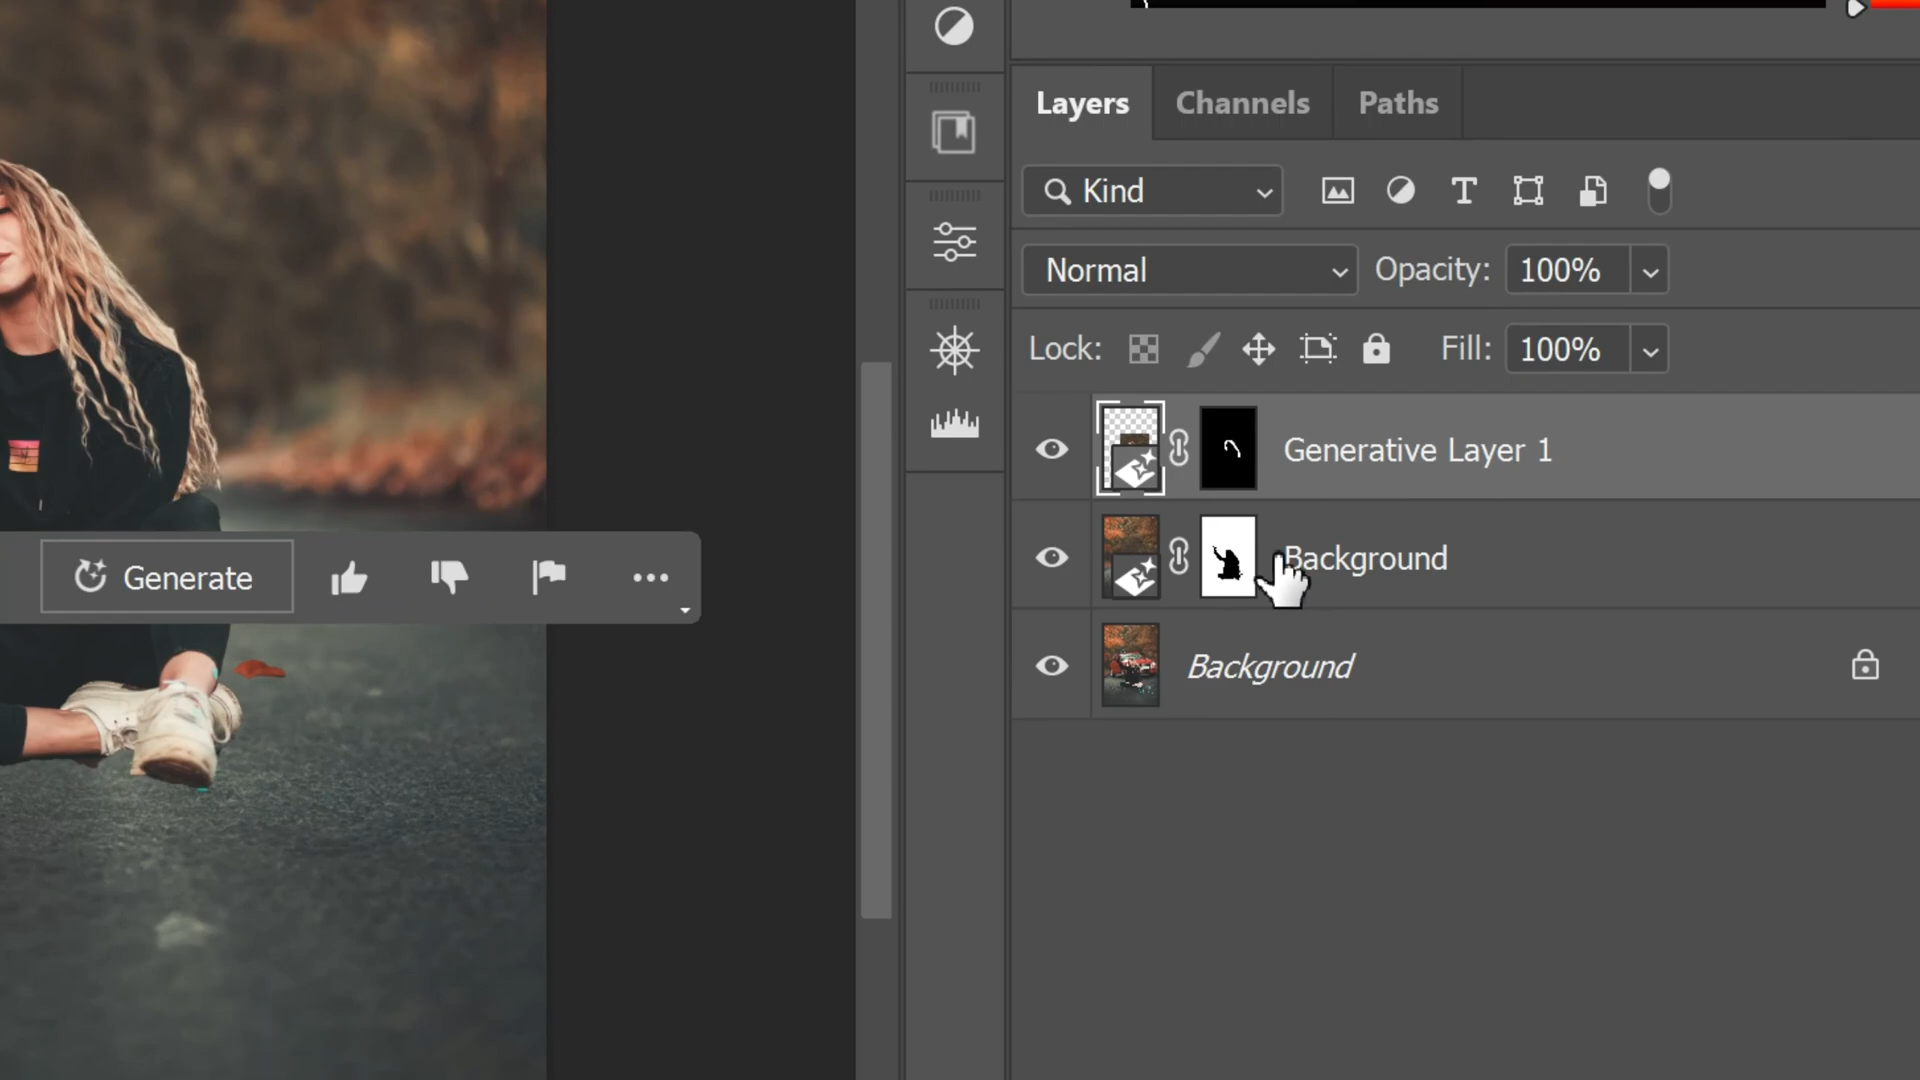 Layers Channels Paths
Kind
Normal Opacity: 100%
Lock: Fill: 100%
Generative Layer 1
Generate
Background
Background